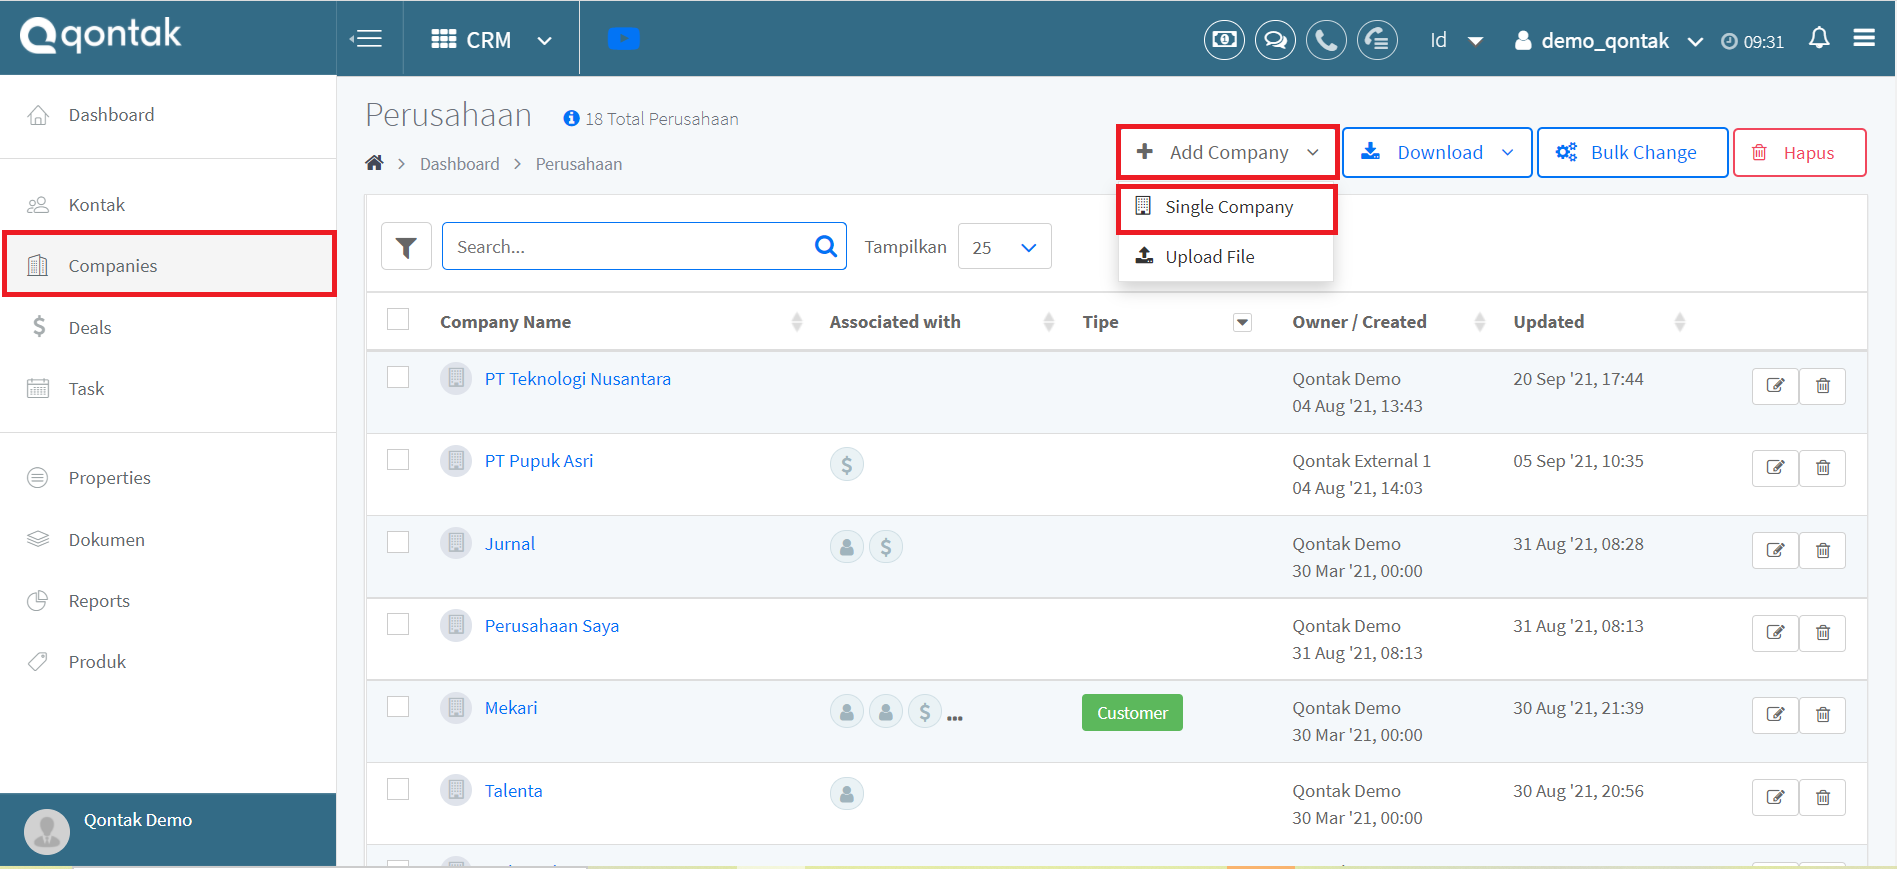 qontak
CRM
Id
demo_qontak
09:31
Dashboard
Kontak
Companies
Deals
Task
Properties
Dokumen
Reports
Produk
Qontak Demo
Perusahaan
18 Total Perusahaan
Dashboard > Perusahaan
Add Company
Download
Bulk Change
Hapus
Single Company
Upload File
Search...
Tampilkan 25
Company Name Associated with Tipe Owner / Created Updated
PT Teknologi Nusantara Qontak Demo 20 Sep '21, 17:44
04 Aug '21, 13:43
PT Pupuk Asri Qontak External 1 05 Sep '21, 10:35
04 Aug '21, 14:03
Jurnal Qontak Demo 31 Aug '21, 08:28
30 Mar '21, 00:00
Perusahaan Saya Qontak Demo 31 Aug '21, 08:13
31 Aug '21, 08:13
Mekari Customer Qontak Demo 30 Aug '21, 21:39
30 Mar '21, 00:00
Talenta Qontak Demo 30 Aug '21, 20:56
30 Mar '21, 00:00